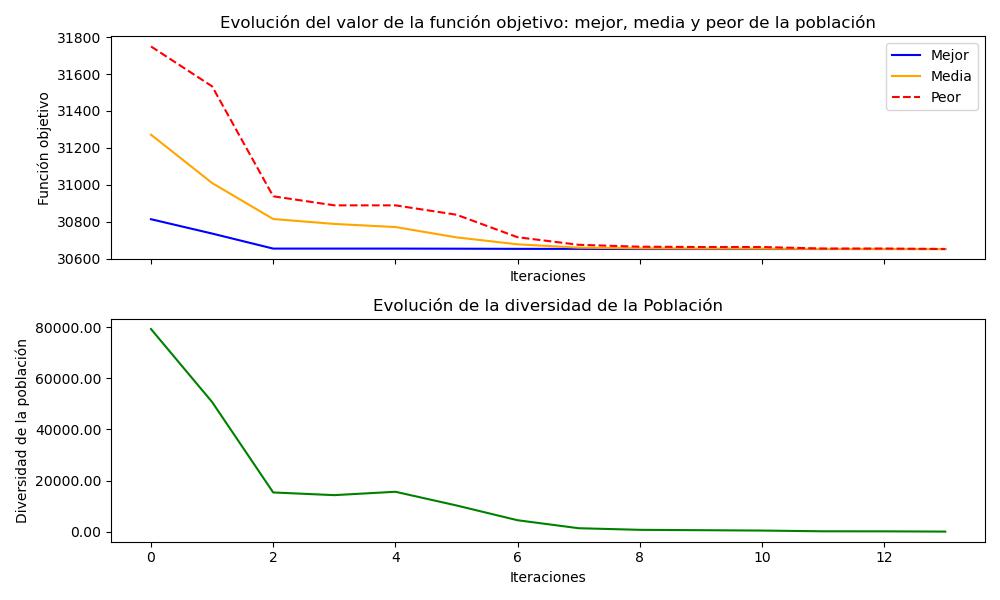 Evolución del valor de la función objetivo: mejor, media y peor de la población
31800
31600
31400
31200
31000
30800
30600
Función objetivo
Mejor
Media
Peor
Iteraciones
Evolución de la diversidad de la Población
80000.00
60000.00
40000.00
20000.00
0.00
Diversidad de la población
0 2 4 6 8 10 12
Iteraciones